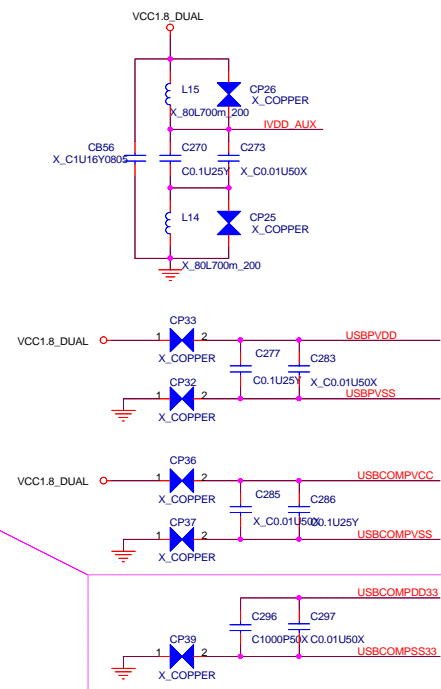 VCC1.8_DUAL
L15
CP26
X_COPPER
X_80L700m_200
IVDD_AUX
CB56
X_C1U16Y0805
C270
C273
C0.1U25Y
X_C0.01U50X
L14
CP25
X_COPPER
X_80L700m_200
CP33
VCC1.8_DUAL
1
2
USBPVDD
X_COPPER
C277
C283
C0.1U25Y
X_C0.01U50X
CP32
1
2
USBPVSS
X_COPPER
CP36
VCC1.8_DUAL
1
2
USBCOMPVCC
X_COPPER
C285
C286
X_C0.01U50X
C0.1U25Y
CP37
1
2
USBCOMPVSS
X_COPPER
USBCOMPDD33
C296
C297
C1000P50X
C0.01U50X
CP39
1
2
USBCOMPSS33
X_COPPER